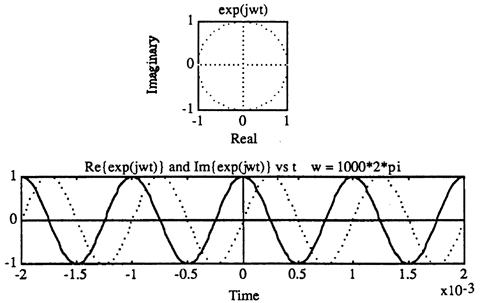 exp(jwt)
1
Imaginary
0
-1
-1 0 1
Real
Re{exp(jwt)} and Im{exp(jwt)} vs t w = 1000*2*pi
1
0
-1
-2 -1.5 -1 -0.5 0 0.5 1 1.5 2
x10-3
Time